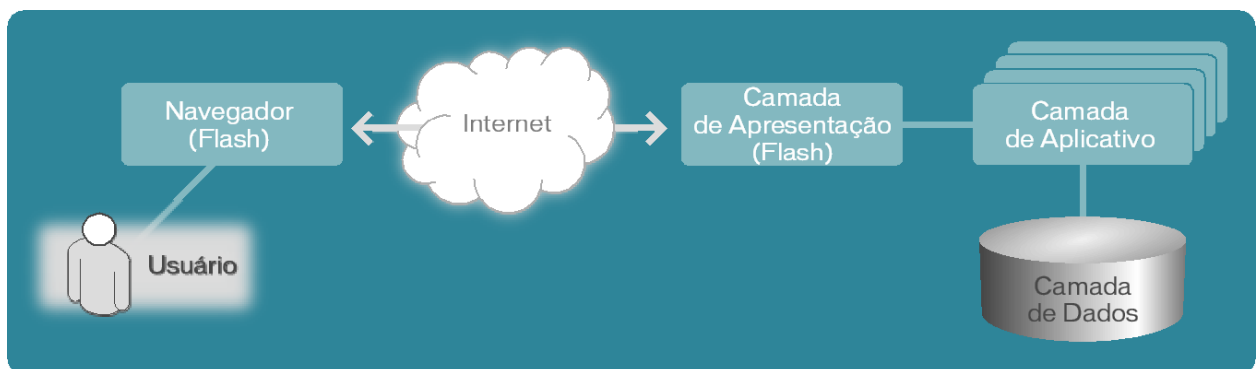 Navegador
(Flash)
Internet
Camada
de Apresentação
(Flash)
Camada
de Aplicativo
Usuário
Camada
de Dados